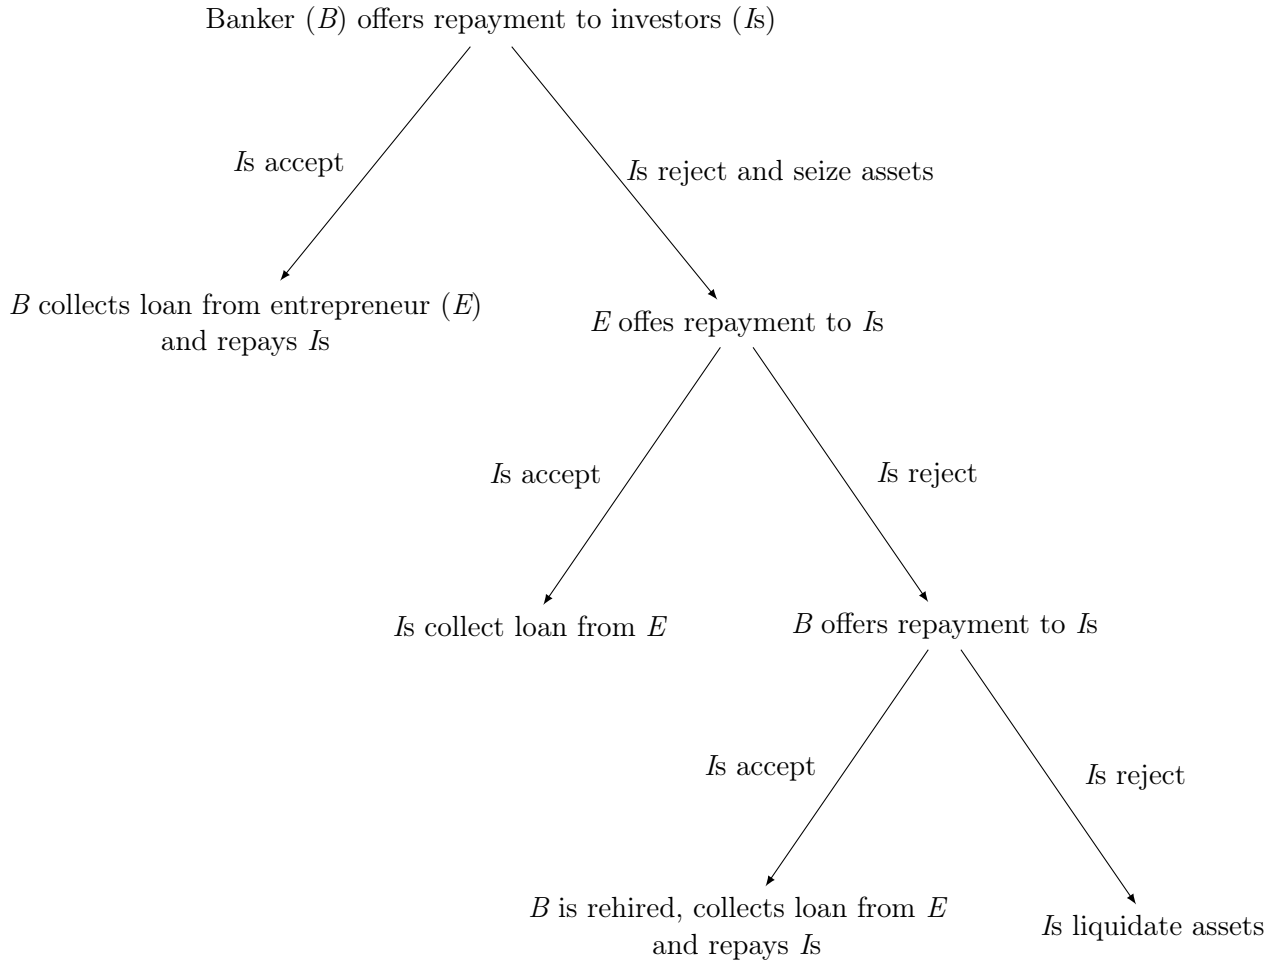 Banker (B) offers repayment to investors (Is)
Is accept
Is reject and seize assets
B collects loan from entrepreneur (E)
and repays Is
E offes repayment to Is
Is accept
Is reject
Is collect loan from E
B offers repayment to Is
Is accept
Is reject
B is rehired, collects loan from E
and repays Is
Is liquidate assets